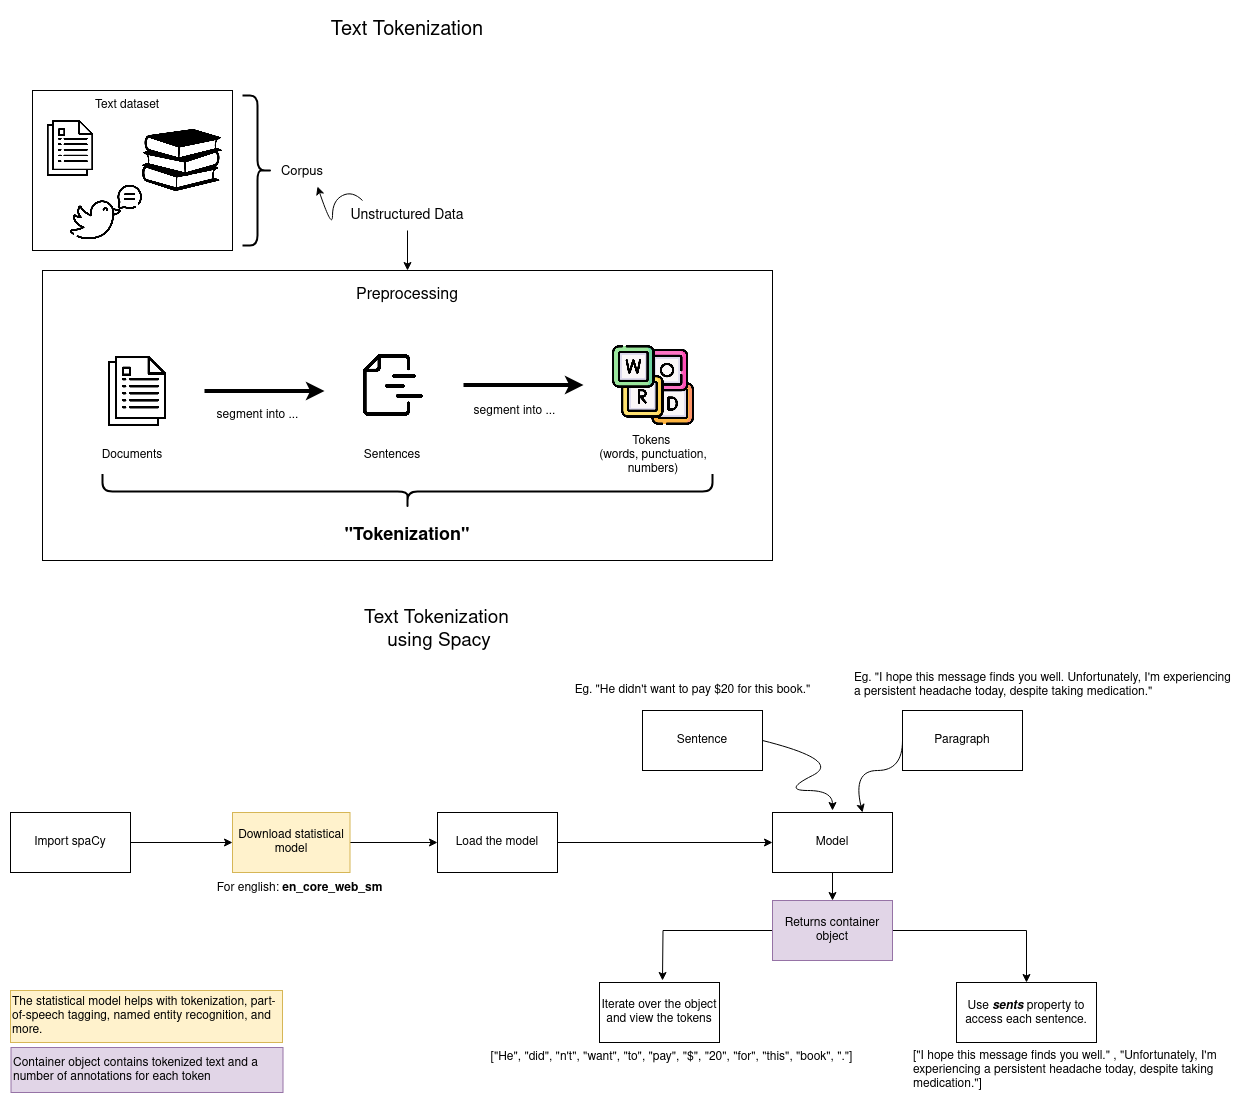 Text Tokenization
Text dataset
Corpus
Unstructured Data
Preprocessing
W
O
R
D
segment into ...
segment into ...
Documents
Sentences
Tokens
(words, punctuation,
numbers)
"Tokenization"
Text Tokenization
using Spacy
Eg. "He didn't want to pay $20 for this book."
Eg. "I hope this message finds you well. Unfortunately, I'm experiencing
a persistent headache today, despite taking medication."
Sentence
Paragraph
Import spaCy
Download statistical
model
Load the model
Model
For english: en_core_web_sm
Returns container
object
Iterate over the object
and view the tokens
Use sents property to
access each sentence.
["He", "did", "n't", "want", "to", "pay", "$", "20", "for", "this", "book", "."]
["I hope this message finds you well." , "Unfortunately, I'm
experiencing a persistent headache today, despite taking
medication."]
The statistical model helps with tokenization, part-
of-speech tagging, named entity recognition, and
more.
Container object contains tokenized text and a
number of annotations for each token